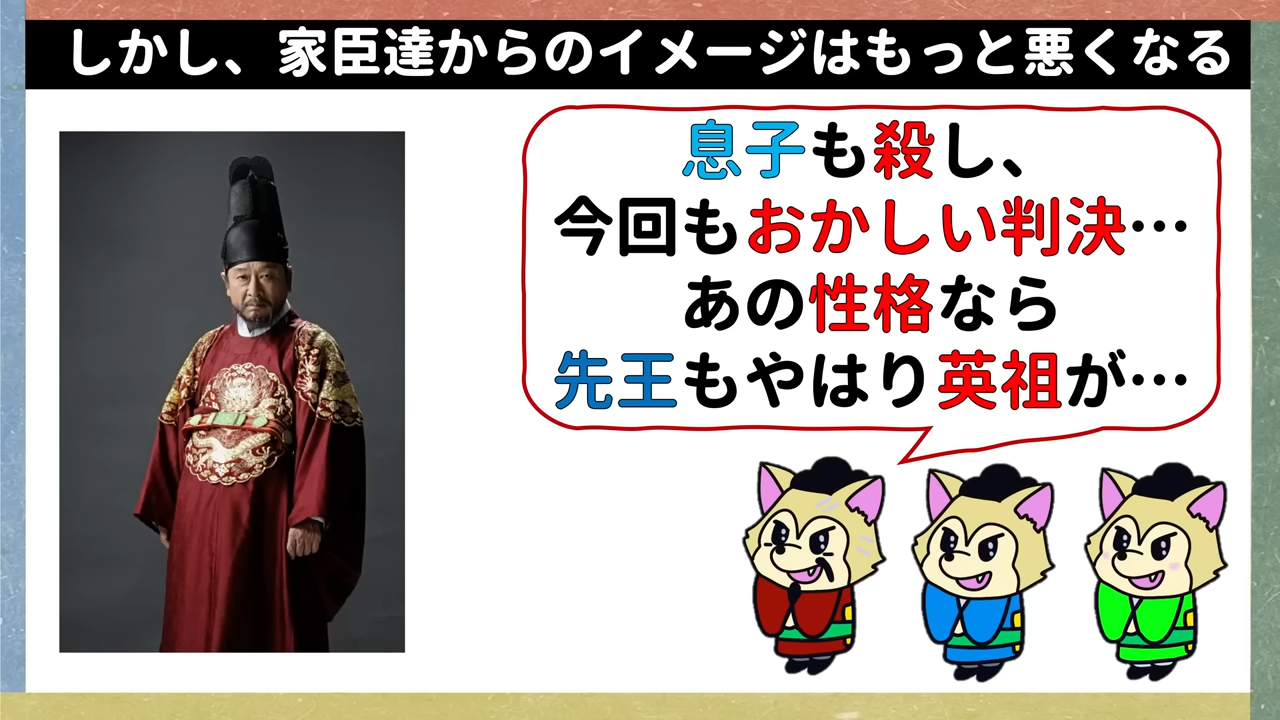 しかし、家臣達からのイメージはもっと悪くなる
息子も殺し、
今回もおかしい判決…
あの性格なら
先王もやはり英祖が…